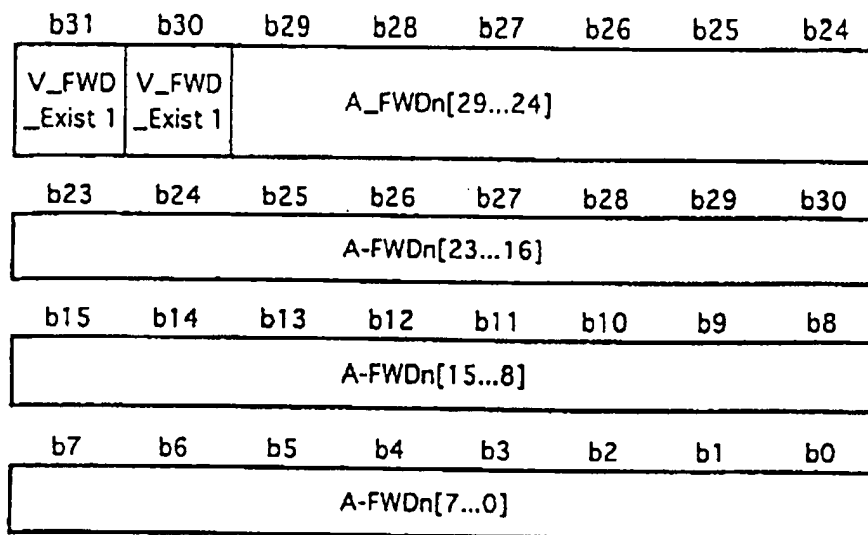 b31 b30 b29 b28 b27 b26 b25 b24
V_FWD V_FWD
_Exist 1 _Exist 1
A_FWDn[29...24]
b23 b24 b25 b26 b27 b28 b29 b30
A-FWDn[23...16]
b15 b14 b13 b12 b11 b10 b9 b8
A-FWDn[15...8]
b7 b6 b5 b4 b3 b2 b1 b0
A-FWDn[7...0]